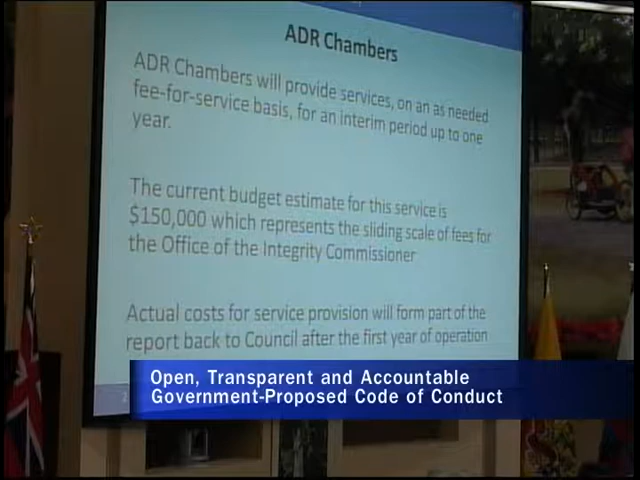 ADR Chambers
ADR Chambers will provide services, on an as needed
fee-for-service basis, for an interim period up to one
year.
The current budget estimate for this service is
$150,000 which represents the sliding scale of fees for
the Office of the Integrity Commissioner
Actual costs for service provision will form part of the
report back to Council after the first year of operation
Open, Transparent and Accountable
Government-Proposed Code of Conduct